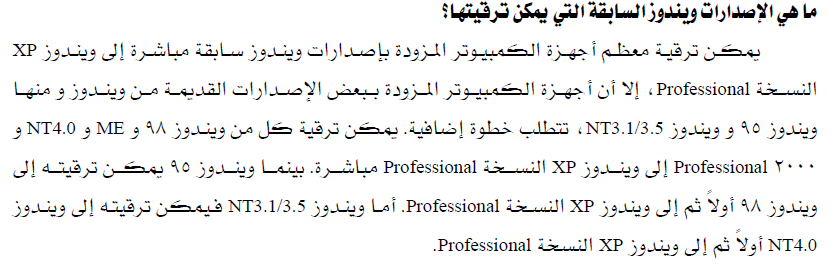 ما هي الإصدارات ويندوز السابقة التي يمكن ترقيتها؟
يمكن ترقية معظم أجهزة الكمبيوتر المزودة بإصدارات ويندوز سابقة مباشرة إلى ويندوز XP
النسخة Professional، إلا أن أجهزة الكمبيوتر المزودة ببعض الإصدارات القديمة من ويندوز و منها
ويندوز ٩٥ و ويندوز NT3.1/3.5، تتطلب خطوة إضافية. يمكن ترقية كل من ويندوز ٩٨ و ME و NT4.0 و
٢٠٠٠ Professional إلى ويندوز XP النسخة Professional مباشرة. بينما ويندوز ٩٥ يمكن ترقيته إلى
ويندوز ٩٨ أولاً ثم إلى ويندوز XP النسخة Professional. أما ويندوز NT3.1/3.5 فيمكن ترقيته إلى ويندوز
NT4.0 أولاً ثم إلى ويندوز XP النسخة Professional.